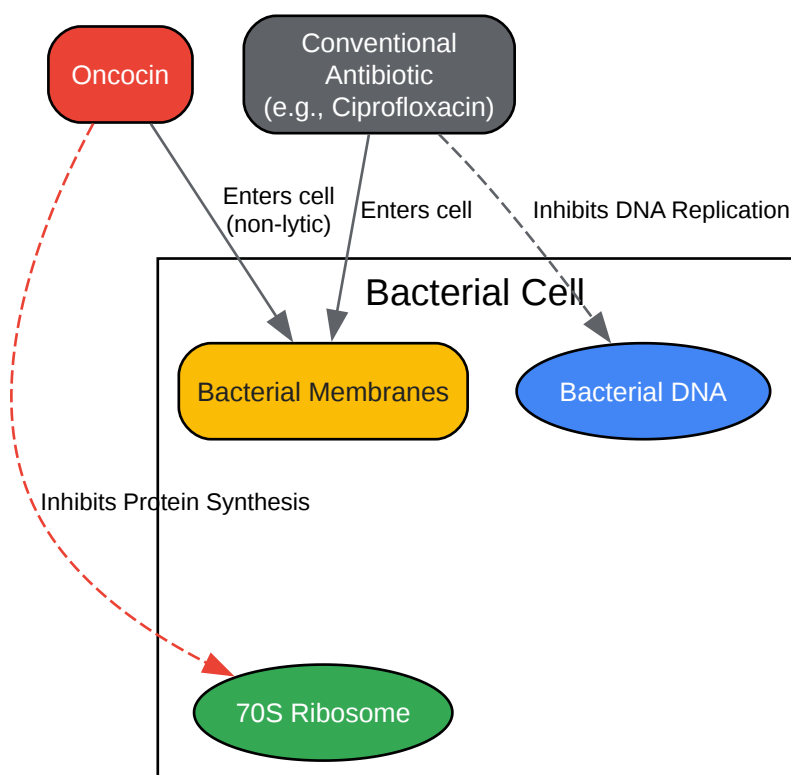 Oncocin
Conventional
Antibiotic
(e.g., Ciprofloxacin)
Enters cell
(non-lytic)
Enters cell
Inhibits DNA Replication
Bacterial Cell
Bacterial Membranes
Bacterial DNA
Inhibits Protein Synthesis
70S Ribosome